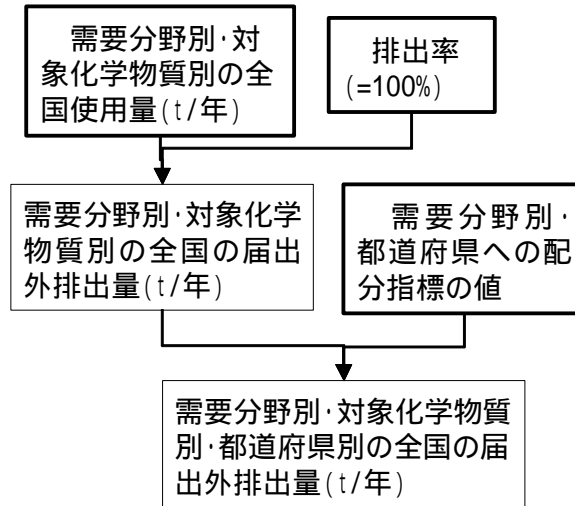 需要分野別･対
象化学物質別の全
国使用量(t/年)
排出率
(=100%)
需要分野別･対象化学
物質別の全国の届出
外排出量(t/年)
需要分野別･
都道府県への配
分指標の値
需要分野別･対象化学物質
別･都道府県別の全国の届
出外排出量(t/年)